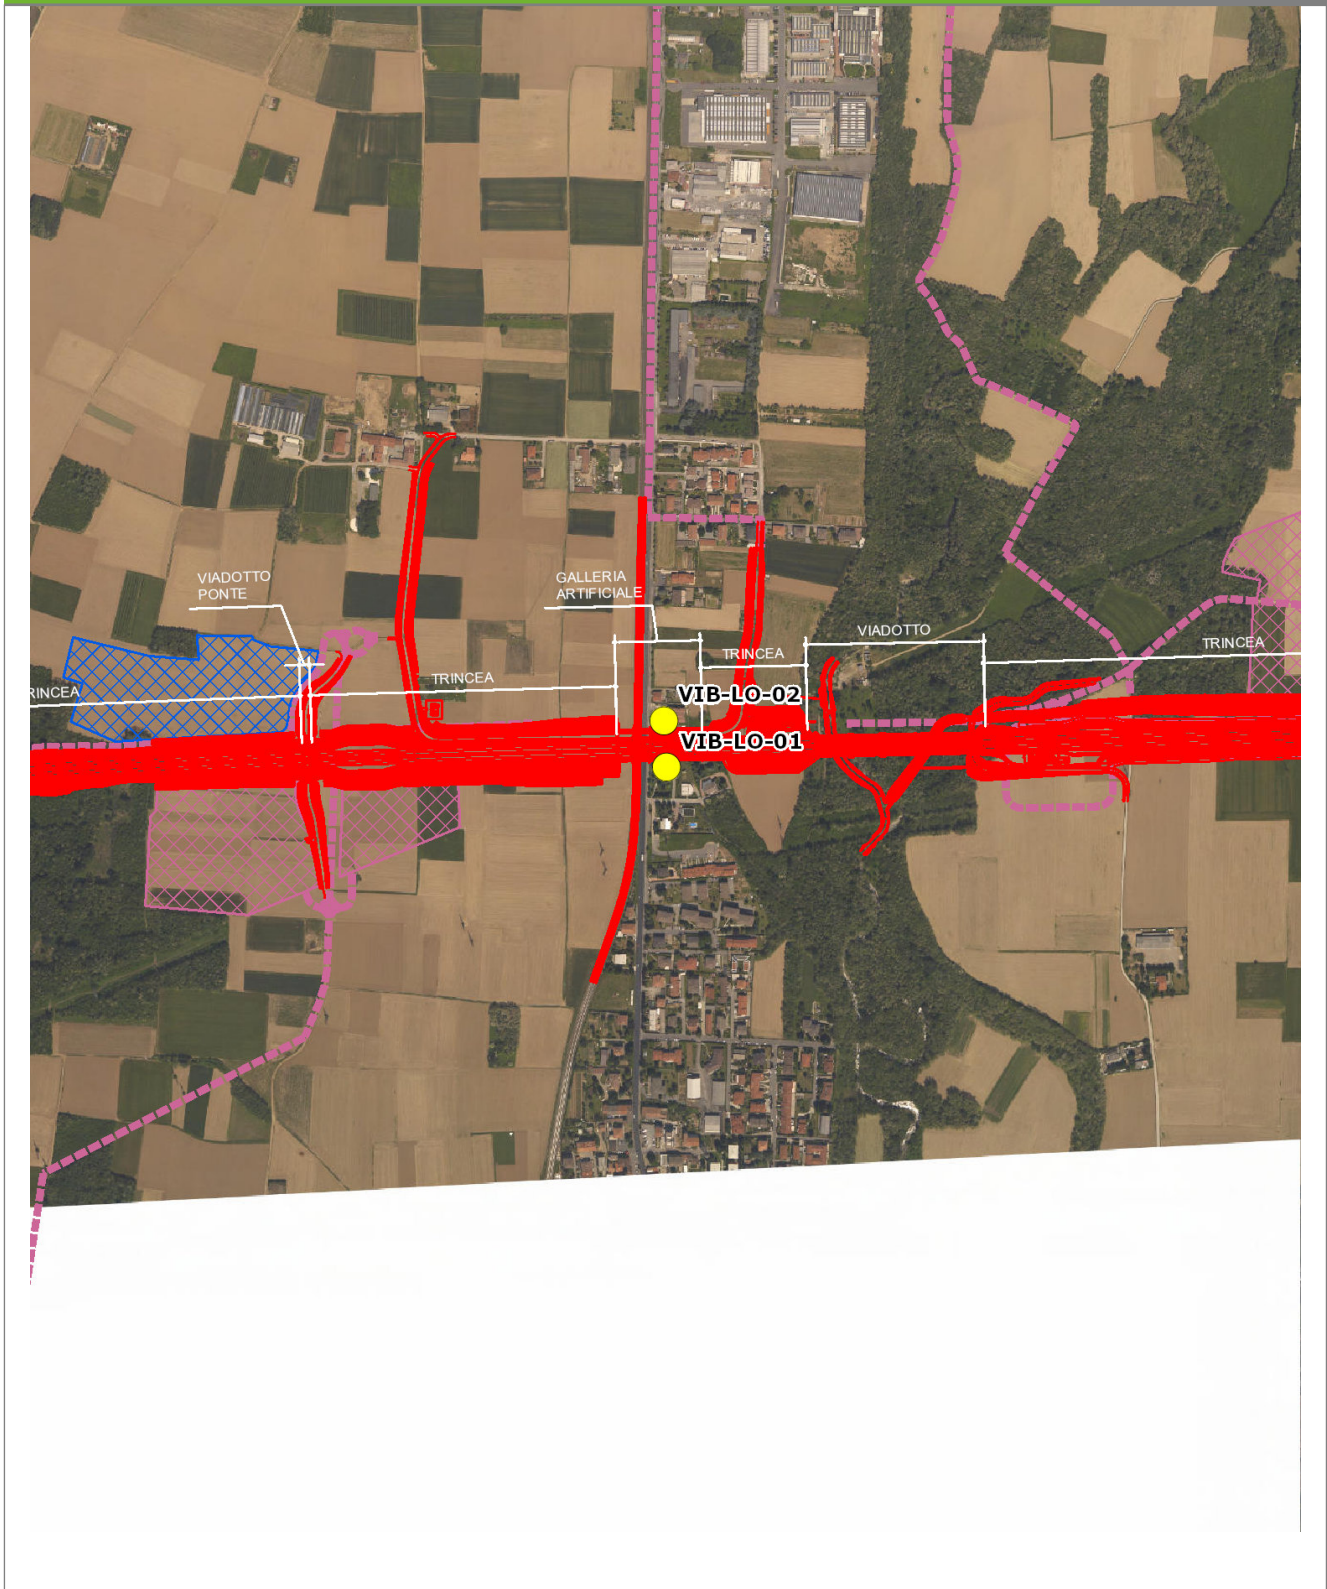 VIADOTTO
PONTE
GALLERIA
ARTIFICIALE
VIADOTTO
TRINCEA
TRINCEA
TRINCEA
RINCEA
VIB-LO-02
VIB-LO-01